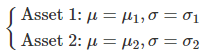 Asset 1: μ = μ₁, σ = σ₁
Asset 2: μ = μ₂, σ = σ₂